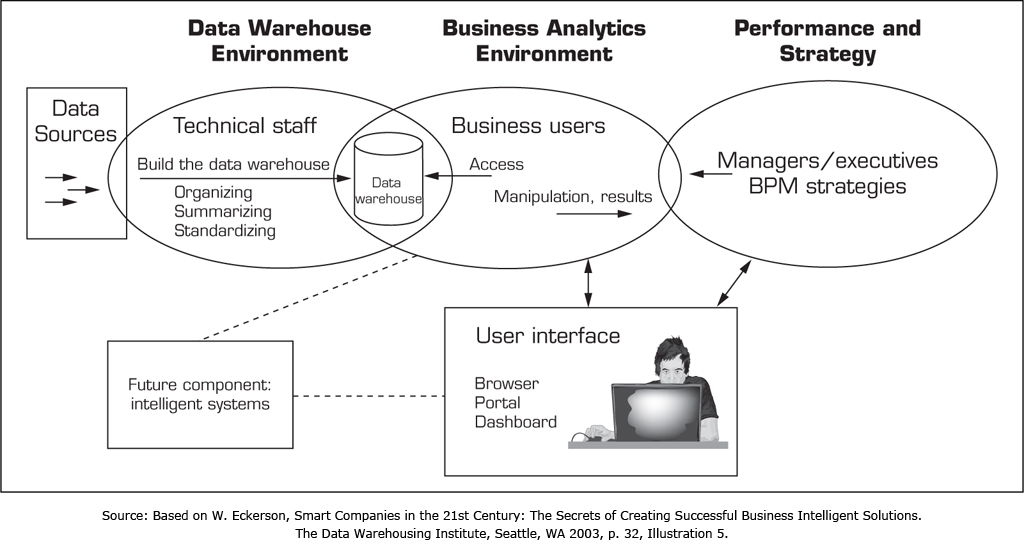 Data Warehouse
Environment
Business Analytics
Environment
Performance and
Strategy
Data
Sources
Technical staff
Build the data warehouse
Organizing
Summarizing
Standardizing
Data
warehouse
Business users
Access
Manipulation, results
Managers/executives
BPM strategies
Future component:
intelligent systems
User interface
Browser
Portal
Dashboard
Source: Based on W. Eckerson, Smart Companies in the 21st Century: The Secrets of Creating Successful Business Intelligent Solutions.
The Data Warehousing Institute, Seattle, WA 2003, p. 32, Illustration 5.